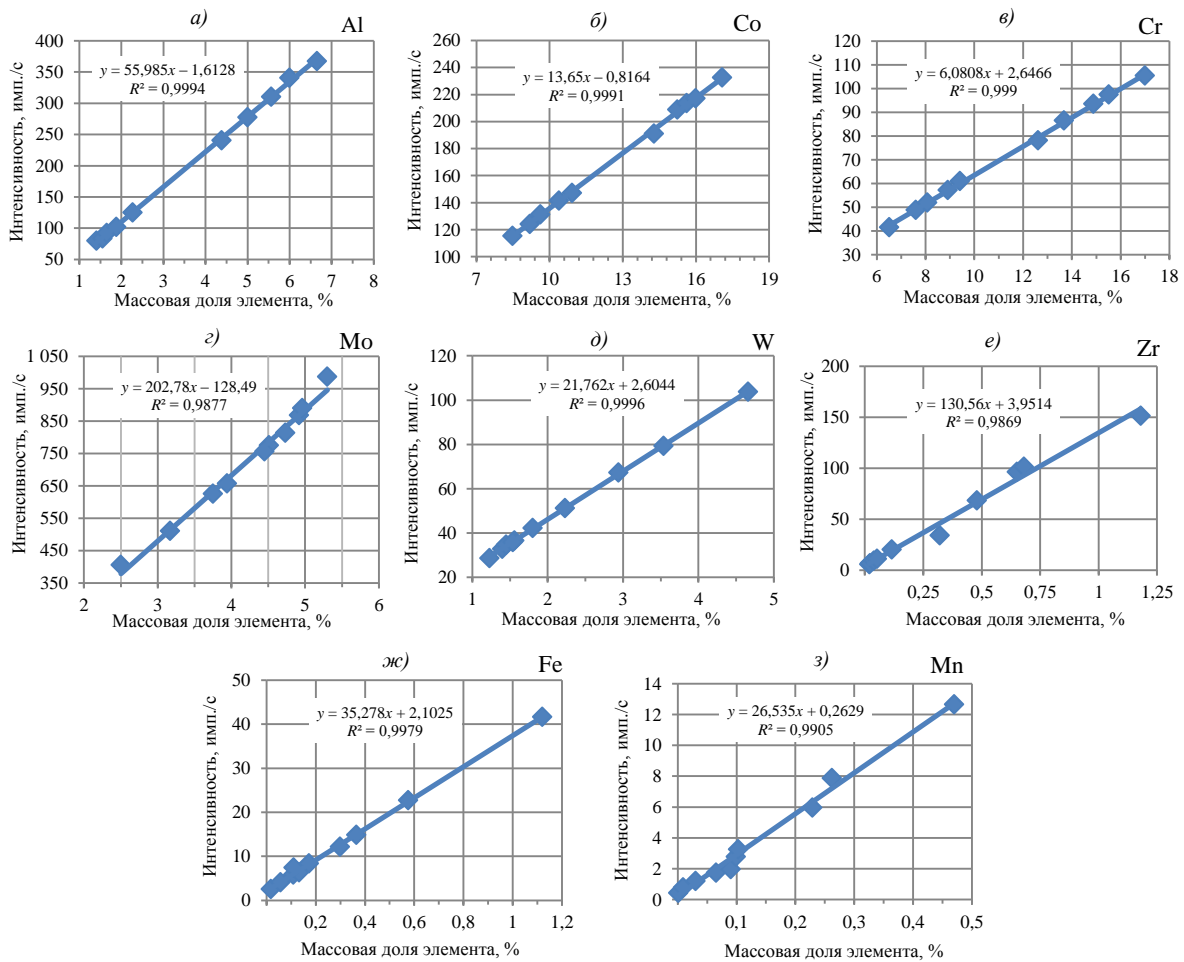 а)
Al
Интенсивность, имп./с
400
350
300
250
200
150
100
50
y = 55,985x – 1,6128
R² = 0,9994
1 2 3 4 5 6 7 8
Массовая доля элемента, %
б)
Co
Интенсивность, имп./с
260
240
220
200
180
160
140
120
100
y = 13,65x – 0,8164
R² = 0,9991
7 10 13 16 19
Массовая доля элемента, %
в)
Cr
Интенсивность, имп./с
120
110
100
90
80
70
60
50
40
30
y = 6,0808x + 2,6466
R² = 0,999
6 8 10 12 14 16 18
Массовая доля элемента, %
г)
Mo
Интенсивность, имп./с
1 050
950
850
750
650
550
450
350
y = 202,78x – 128,49
R² = 0,9877
2 3 4 5 6
Массовая доля элемента, %
д)
W
Интенсивность, имп./с
120
100
80
60
40
20
y = 21,762x + 2,6044
R² = 0,9996
1 2 3 4 5
Массовая доля элемента, %
е)
Zr
Интенсивность, имп./с
200
150
100
50
0
y = 130,56x + 3,9514
R² = 0,9869
0,25 0,5 0,75 1 1,25
Массовая доля элемента, %
ж)
Fe
Интенсивность, имп./с
50
40
30
20
10
0
y = 35,278x + 2,1025
R² = 0,9979
0,2 0,4 0,6 0,8 1 1,2
Массовая доля элемента, %
з)
Mn
Интенсивность, имп./с
14
12
10
8
6
4
2
0
y = 26,535x + 0,2629
R² = 0,9905
0,1 0,2 0,3 0,4 0,5
Массовая доля элемента, %